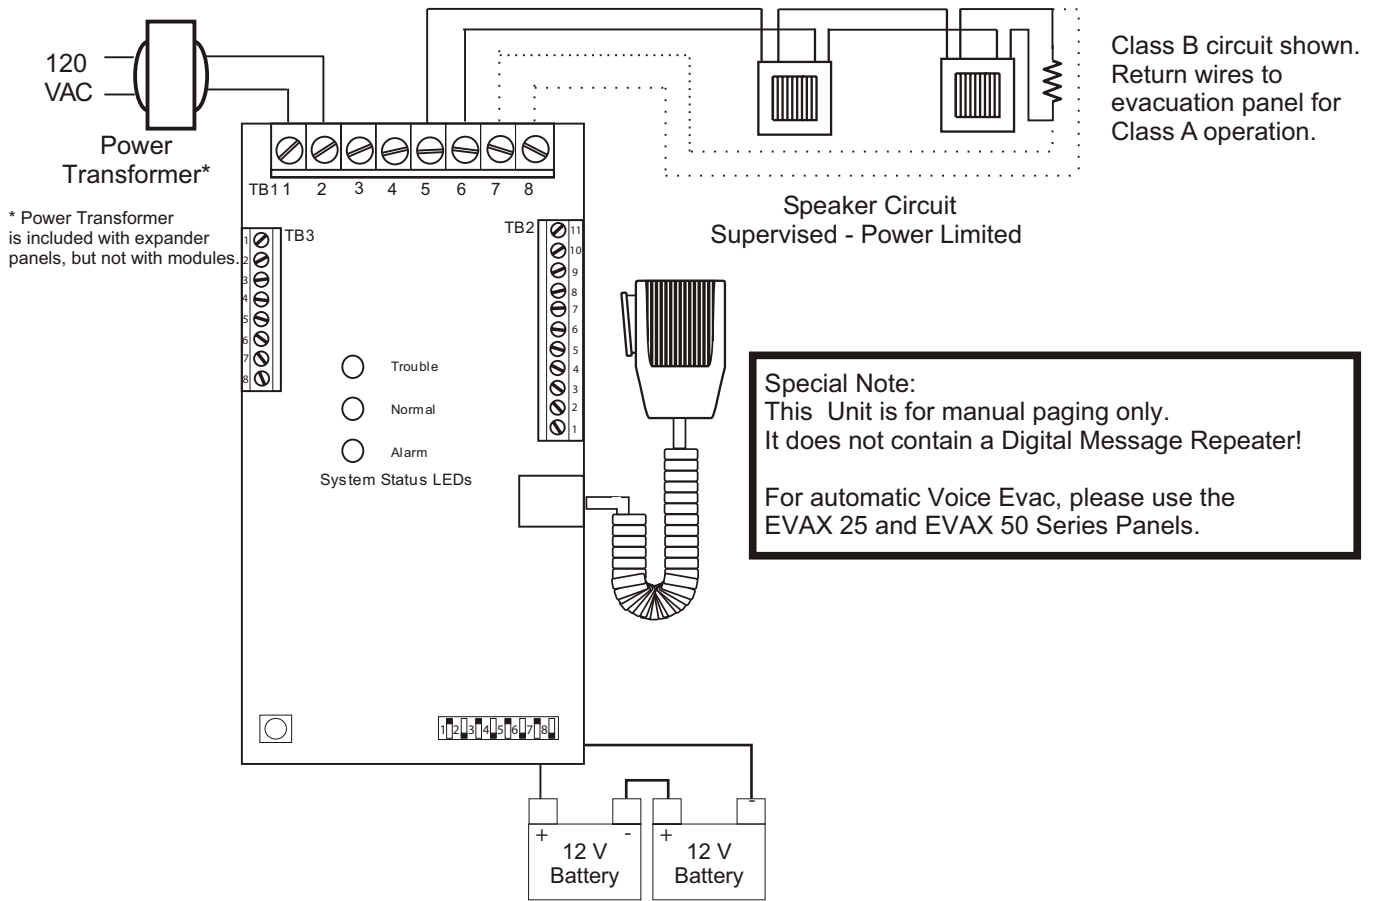 120
VAC
Power
Transformer*
* Power Transformer
is included with expander
panels, but not with modules.
Class B circuit shown.
Return wires to
evacuation panel for
Class A operation.
TB1 1 2 3 4 5 6 7 8
Speaker Circuit
Supervised - Power Limited
TB3
1
2
3
4
5
6
7
8
TB2
11
10
9
8
7
6
5
4
3
2
1
Trouble
Normal
Alarm
System Status LEDs
Special Note:
This Unit is for manual paging only.
It does not contain a Digital Message Repeater!
For automatic Voice Evac, please use the
EVAX 25 and EVAX 50 Series Panels.
1 2 3 4 5 6 7 8
+ -
12 V
Battery
+ -
12 V
Battery